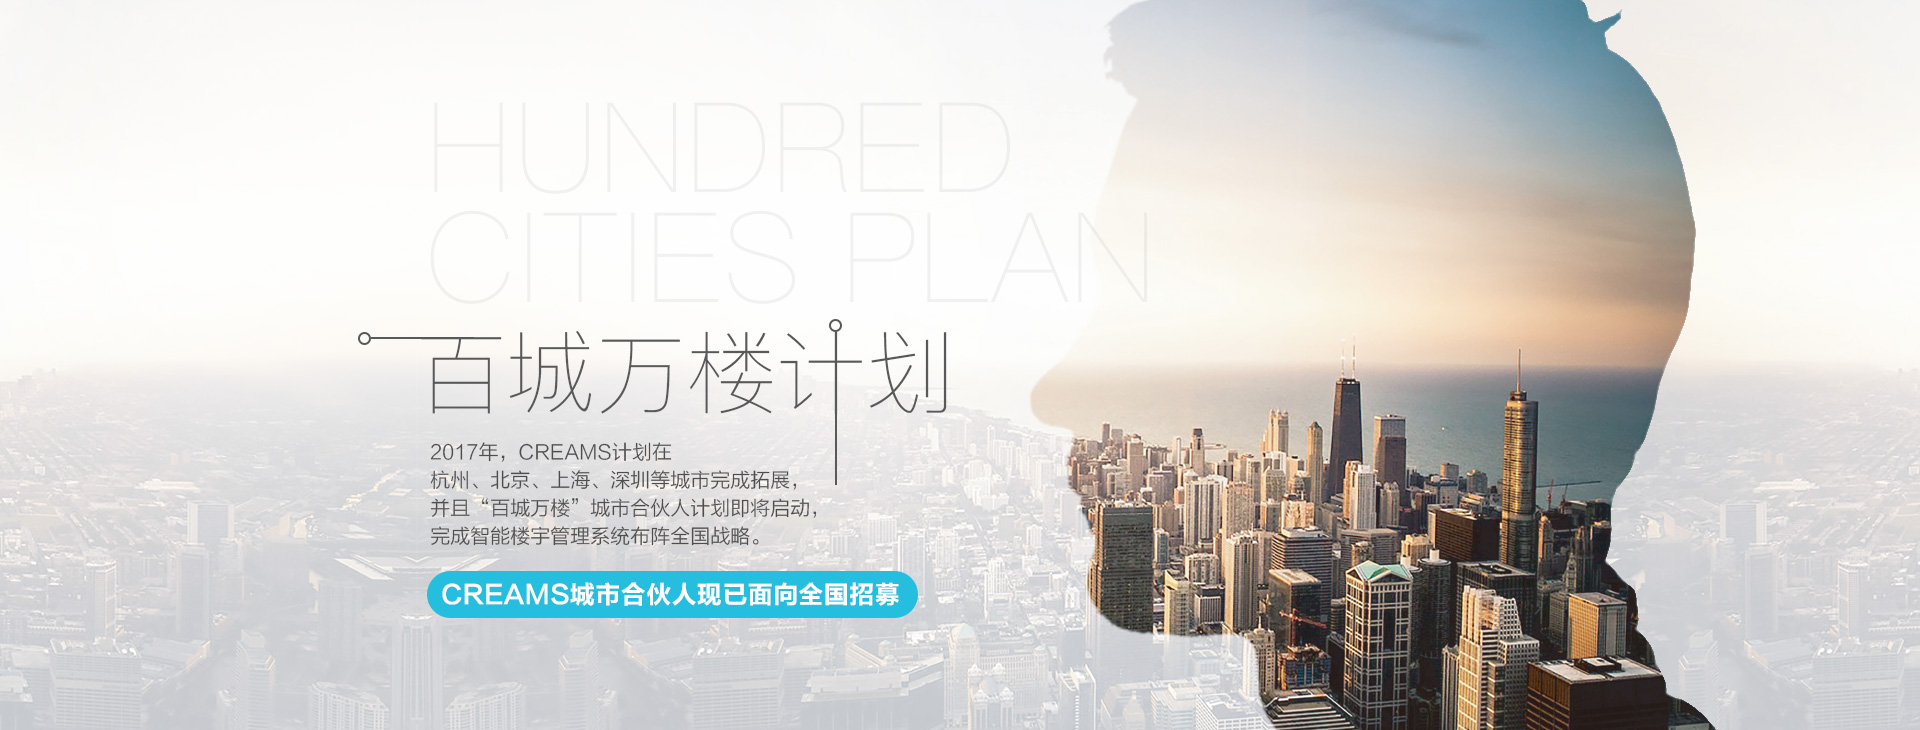 HUNDRED
CITIES PLAN
百城万楼计划
2017年，CREAMS计划在
杭州、北京、上海、深圳等城市完成拓展，
并且“百城万楼”城市合伙人计划即将启动，
完成智能楼宇管理系统布阵全国战略。
CREAMS城市合伙人现已面向全国招募